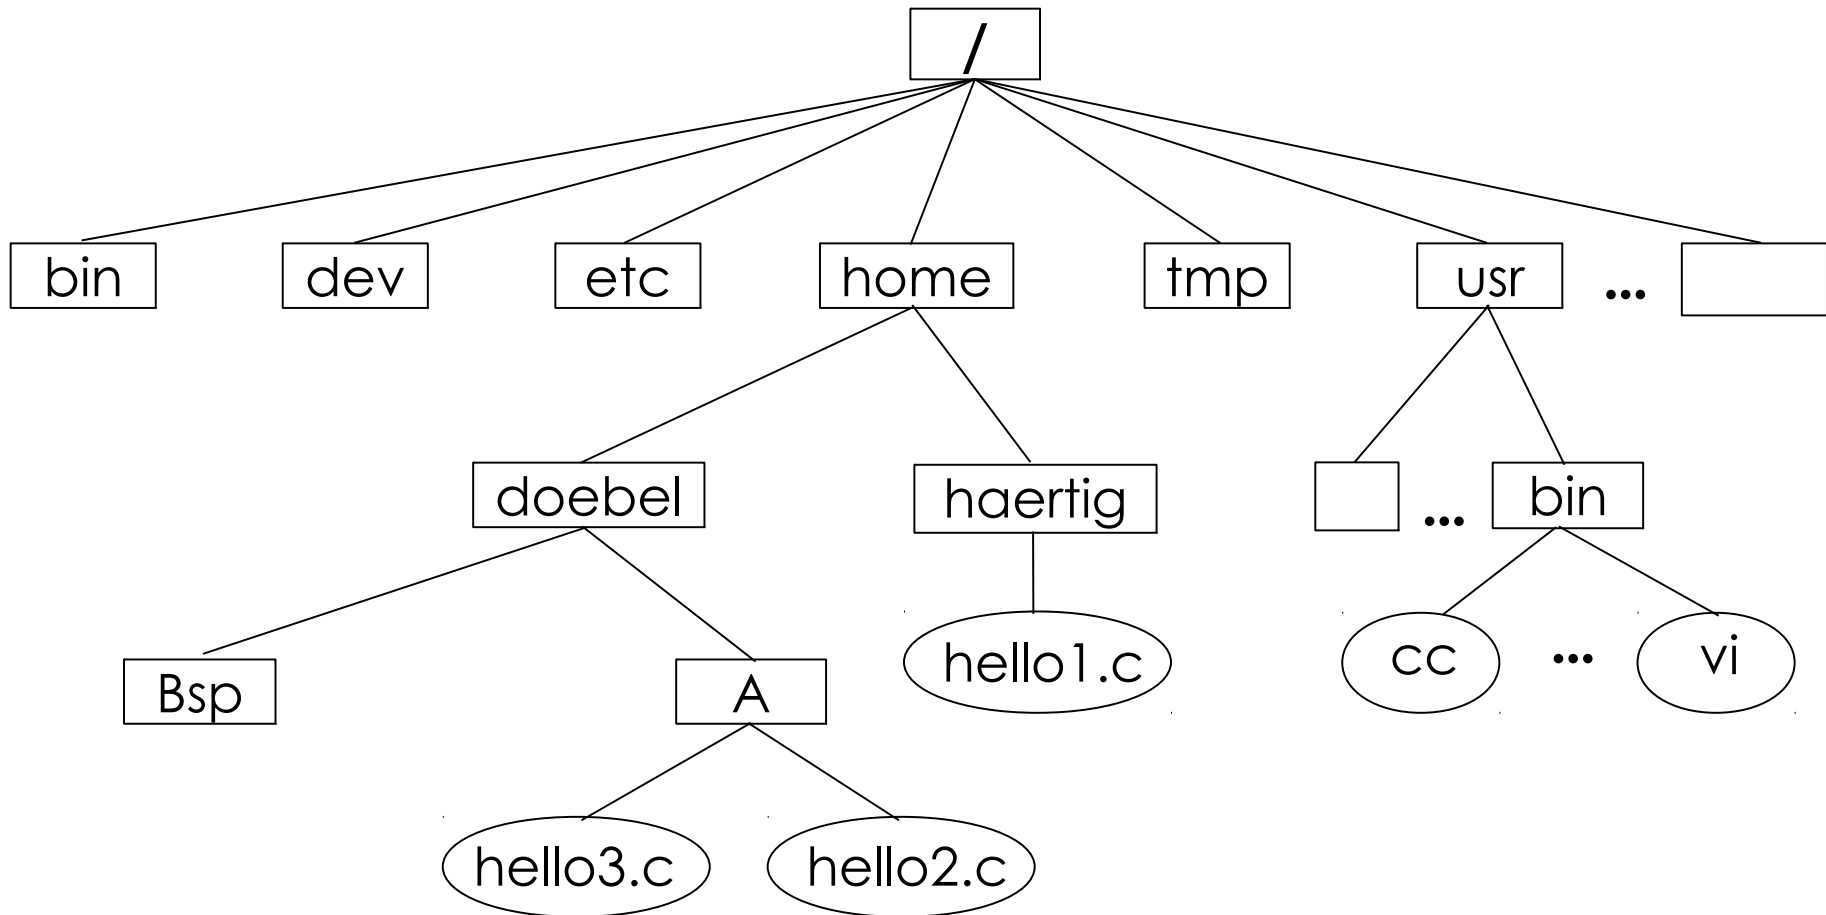 /
bin dev etc home tmp usr ...
doebel haertig ... bin
Bsp A hello1.c cc ... vi
hello3.c hello2.c